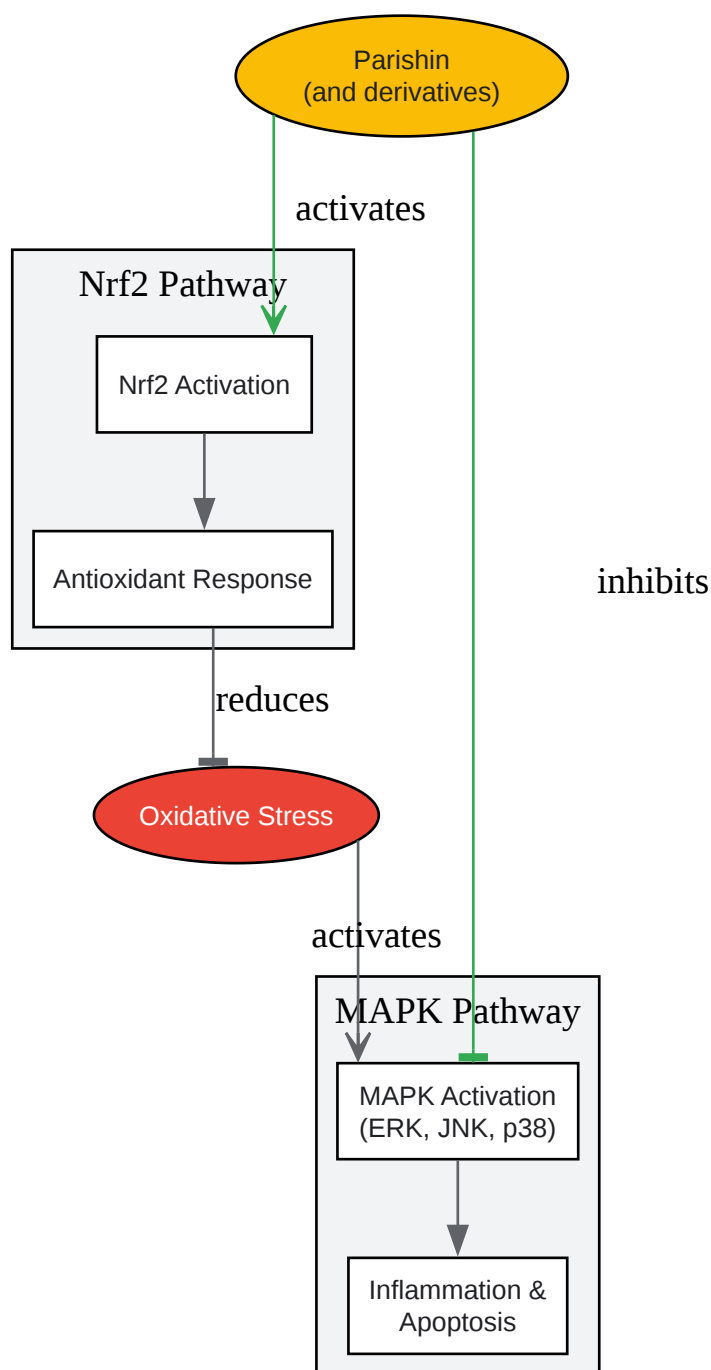 Parishin
(and derivatives)
activates
Nrf2 Pathway
Nrf2 Activation
Antioxidant Response
inhibits
reduces
Oxidative Stress
activates
MAPK Pathway
MAPK Activation
(ERK, JNK, p38)
Inflammation &
Apoptosis